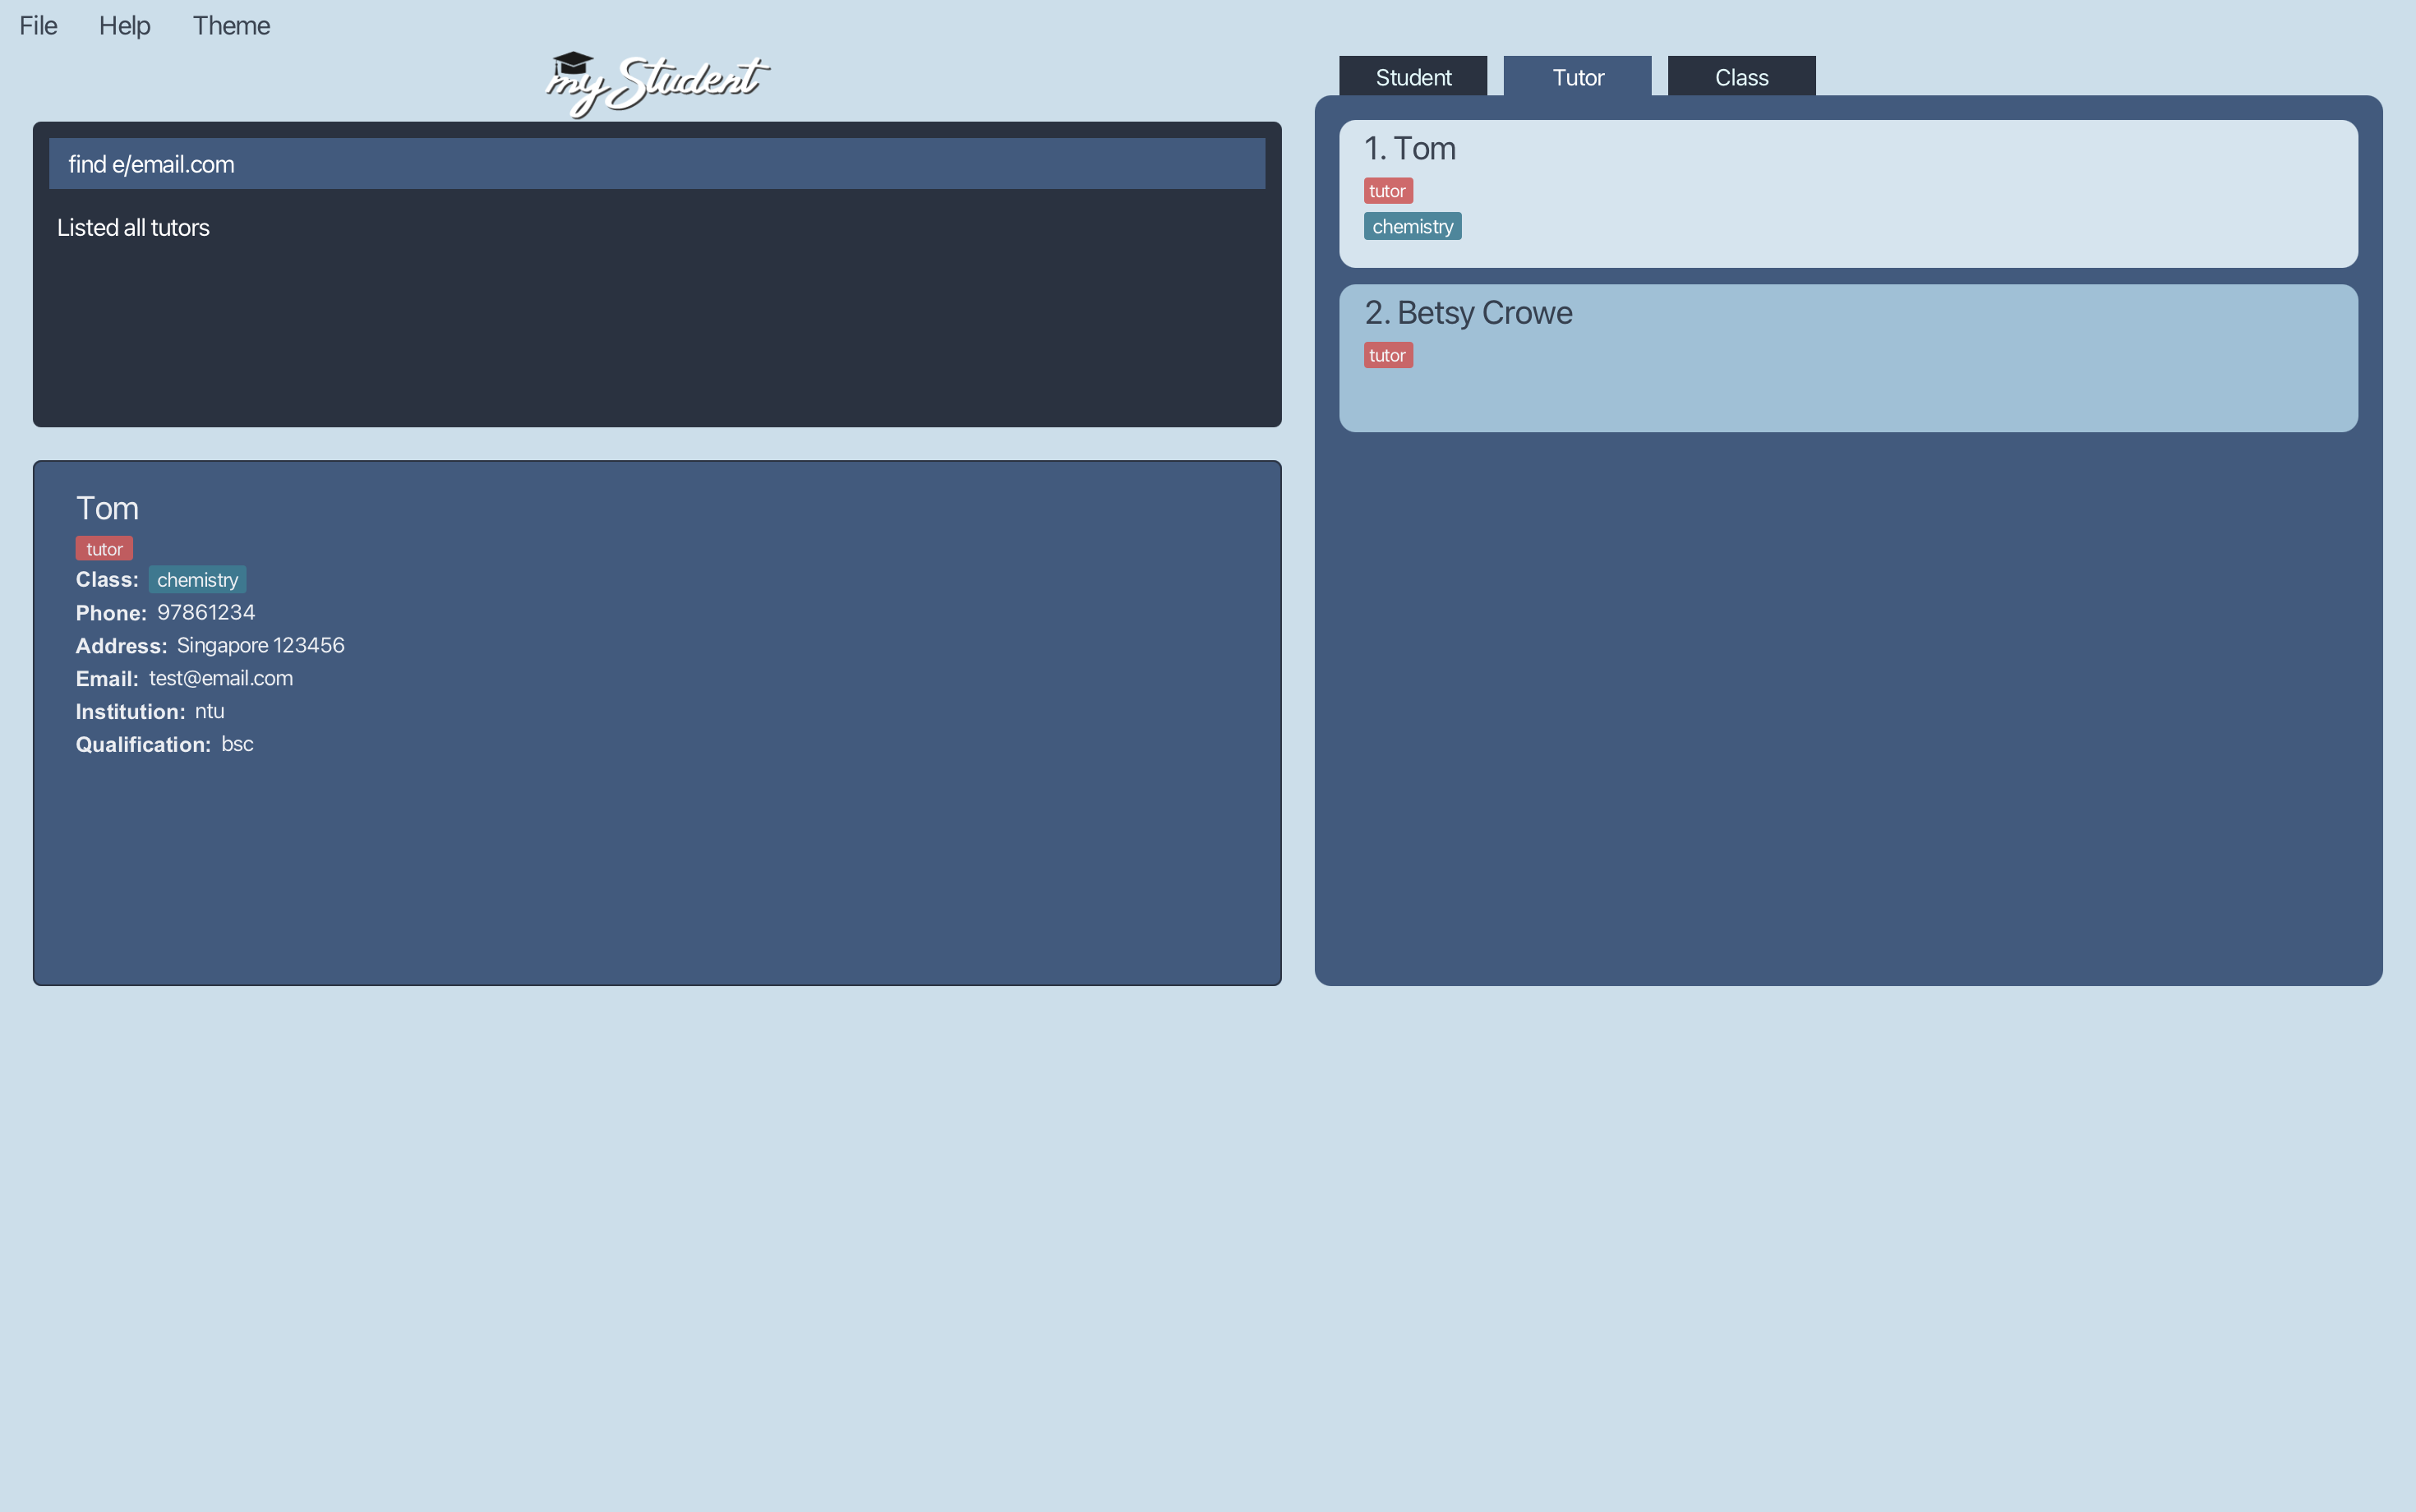 File Help Theme
myStudent
find e/email.com
Listed all tutors
Tom
tutor
Class: chemistry
Phone: 97861234
Address: Singapore 123456
Email: test@email.com
Institution: ntu
Qualification: bsc
Student Tutor Class
1. Tom
tutor
chemistry
2. Betsy Crowe
tutor